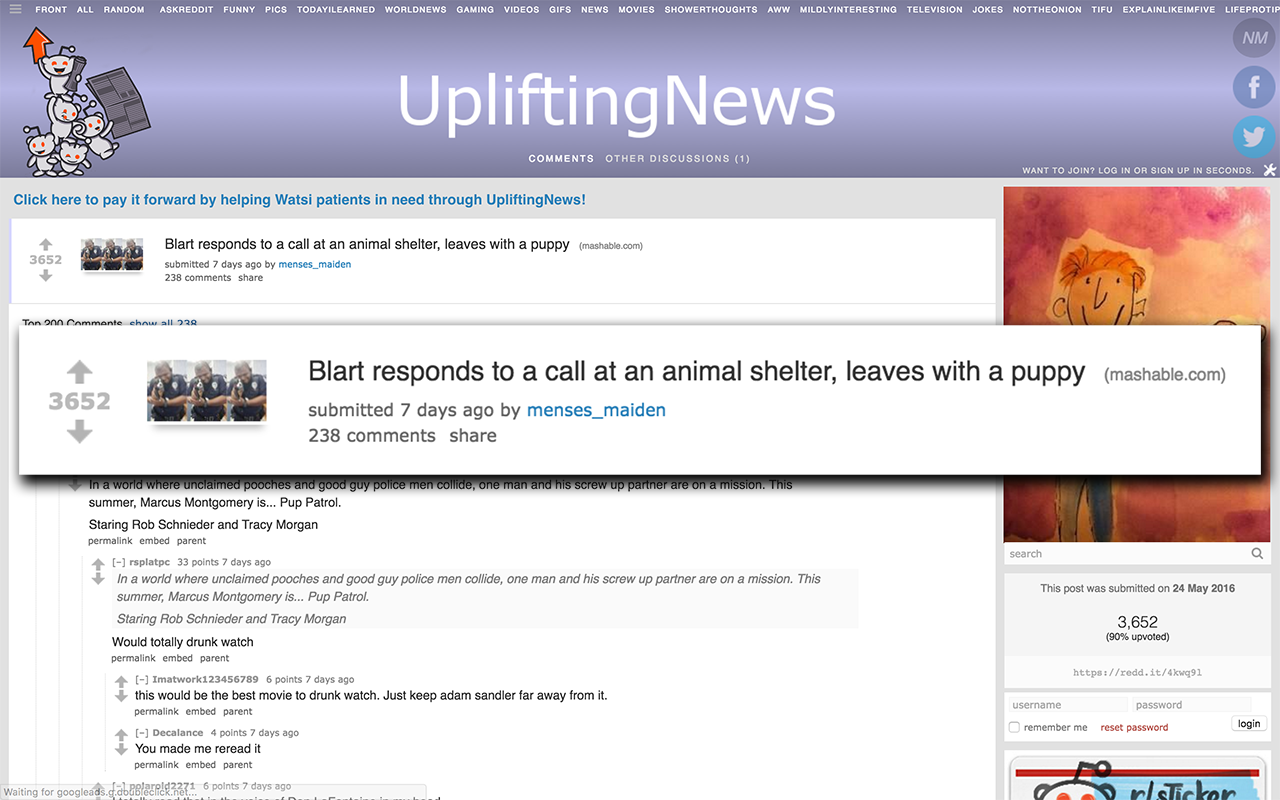 FRONT ALL RANDOM ASKREDDIT FUNNY PICS TODAYILEARNED WORLDNEWS GAMING VIDEOS GIFS NEWS MOVIES SHOWERTHOUGHTS AWW MILDLYINTERESTING TELEVISION JOKES NOTTHEONION TIFU EXPLAINLIKEIMFIVE LIFEPROTIP
NM
UpliftingNews
COMMENTS OTHER DISCUSSIONS (1)
WANT TO JOIN? LOG IN OR SIGN UP IN SECONDS.
Click here to pay it forward by helping Watsi patients in need through UpliftingNews!
3652
Blart responds to a call at an animal shelter, leaves with a puppy (mashable.com)
submitted 7 days ago by menses_maiden
238 comments share
Top 200 Comments show all 238
3652
Blart responds to a call at an animal shelter, leaves with a puppy (mashable.com)
submitted 7 days ago by menses_maiden
238 comments share
In a world where unclaimed pooches and good guy police men collide, one man and his screw up partner are on a mission. This
summer, Marcus Montgomery is... Pup Patrol.
Staring Rob Schnieder and Tracy Morgan
permalink embed parent
[–] rsplatpc 33 points 7 days ago
In a world where unclaimed pooches and good guy police men collide, one man and his screw up partner are on a mission. This
summer, Marcus Montgomery is... Pup Patrol.
Staring Rob Schnieder and Tracy Morgan
Would totally drunk watch
permalink embed parent
[–] Imatwork123456789 6 points 7 days ago
this would be the best movie to drunk watch. Just keep adam sandler far away from it.
permalink embed parent
[–] Decalance 4 points 7 days ago
You made me reread it
permalink embed parent
[–] polaroid2271 6 points 7 days ago
I totally read that in the voice of Don LaFontaine in my head
Waiting for googleads.g.doubleclick.net...
search
This post was submitted on 24 May 2016
3,652
(90% upvoted)
https://redd.it/4kwq91
username password
remember me reset password login
r/sticker